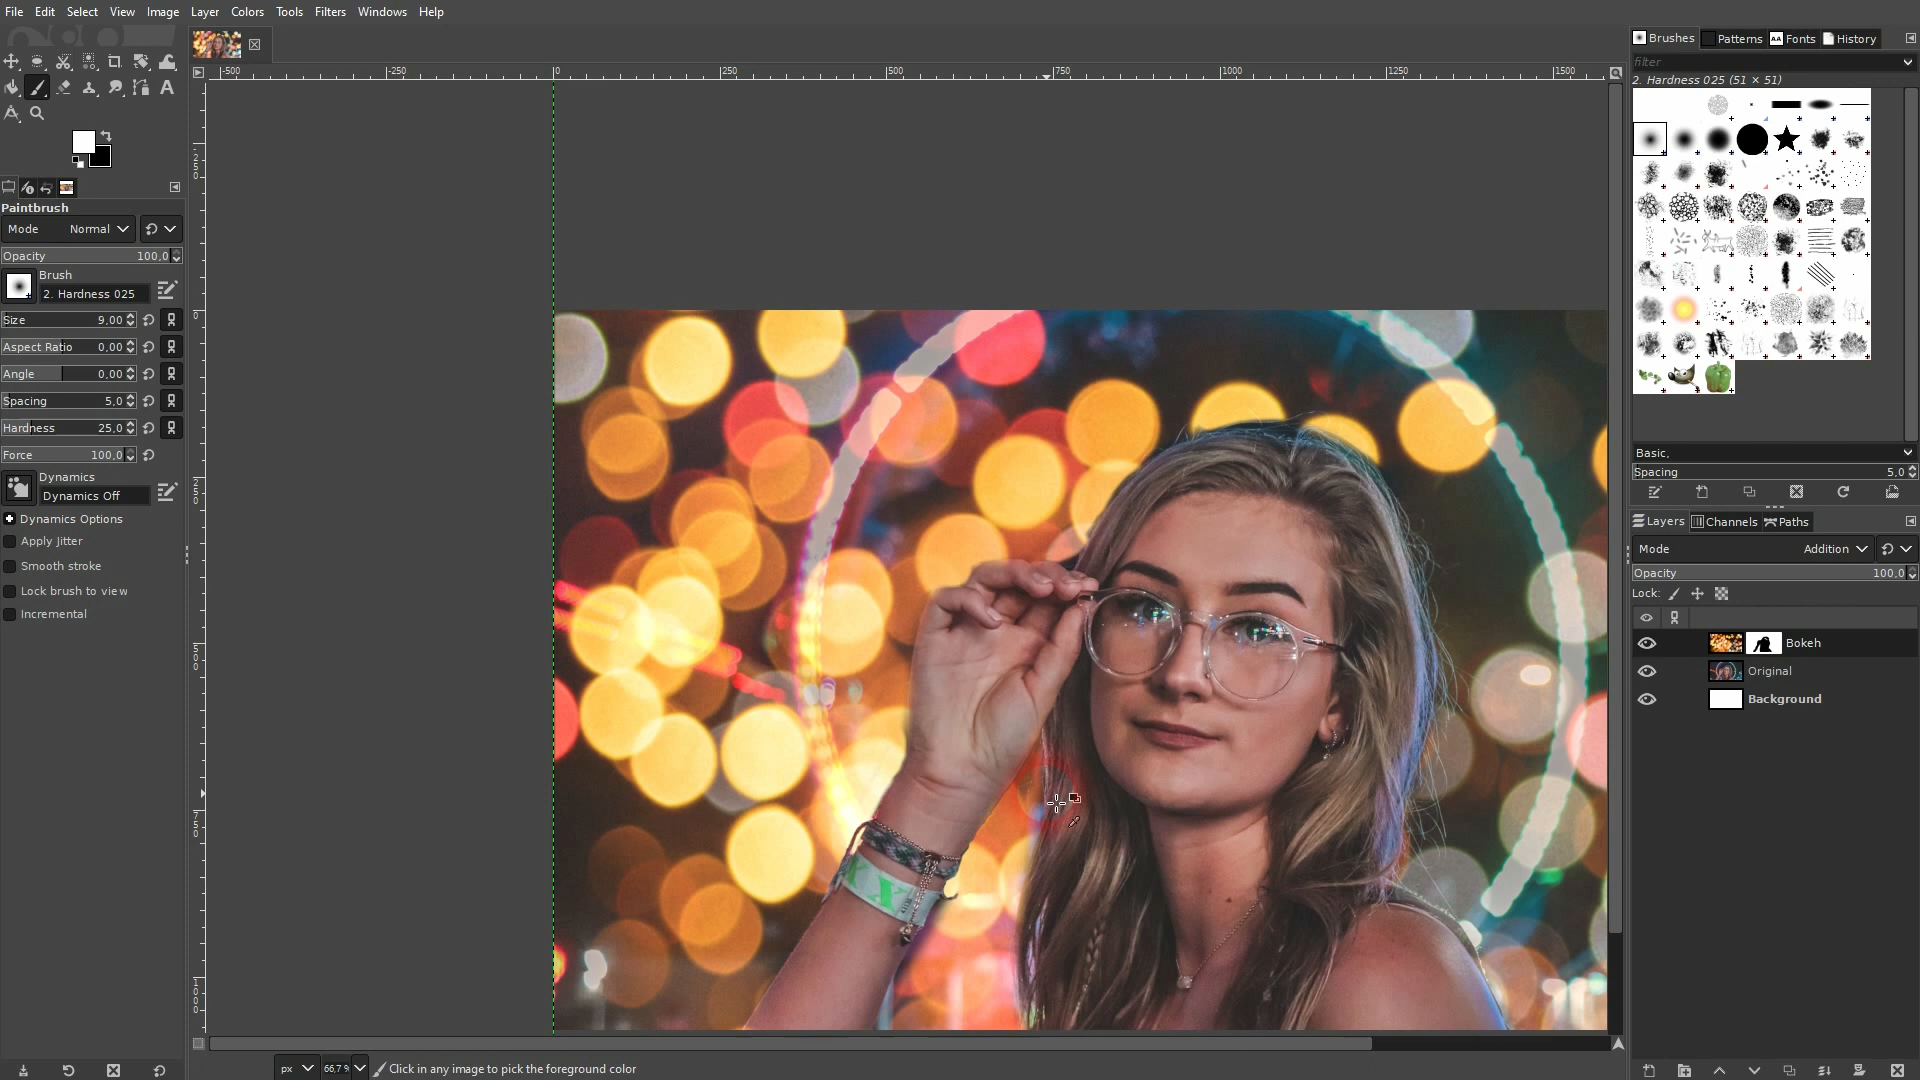 File Edit Select View Image Layer Colors Tools Filters Windows Help
-500 -250 0 250 500 750 1000 1250 1500
Paintbrush
Mode Normal
Opacity 100,0
Brush
2. Hardness 025
Size 9,00
Aspect Ratio 0,00
Angle 0,00
Spacing 5,0
Hardness 25,0
Force 100,0
Dynamics
Dynamics Off
Dynamics Options
Apply Jitter
Smooth stroke
Lock brush to view
Incremental
px 66,7 % Click in any image to pick the foreground color
Brushes Patterns Fonts History
filter
2. Hardness 025 (51 × 51)
Basic,
Spacing 5,0
Layers Channels Paths
Mode Addition
Opacity 100,0
Lock:
Bokeh
Original
Background